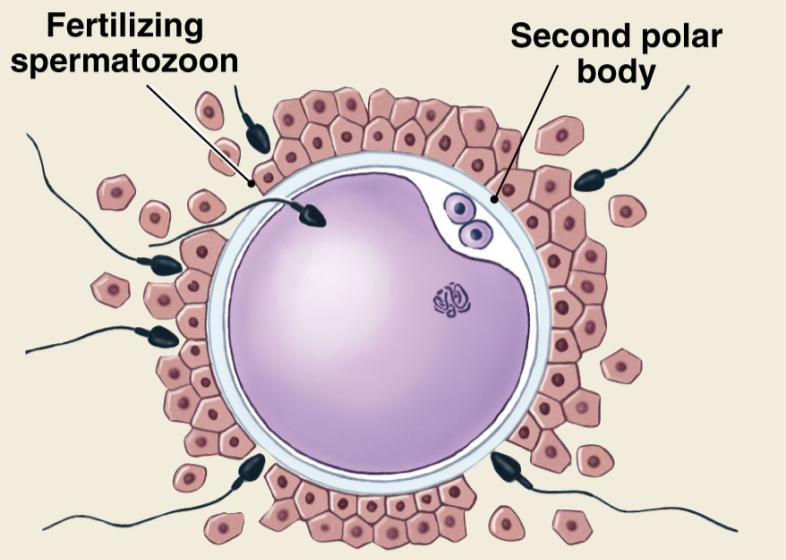 Fertilizing
spermatozoon
Second polar
body